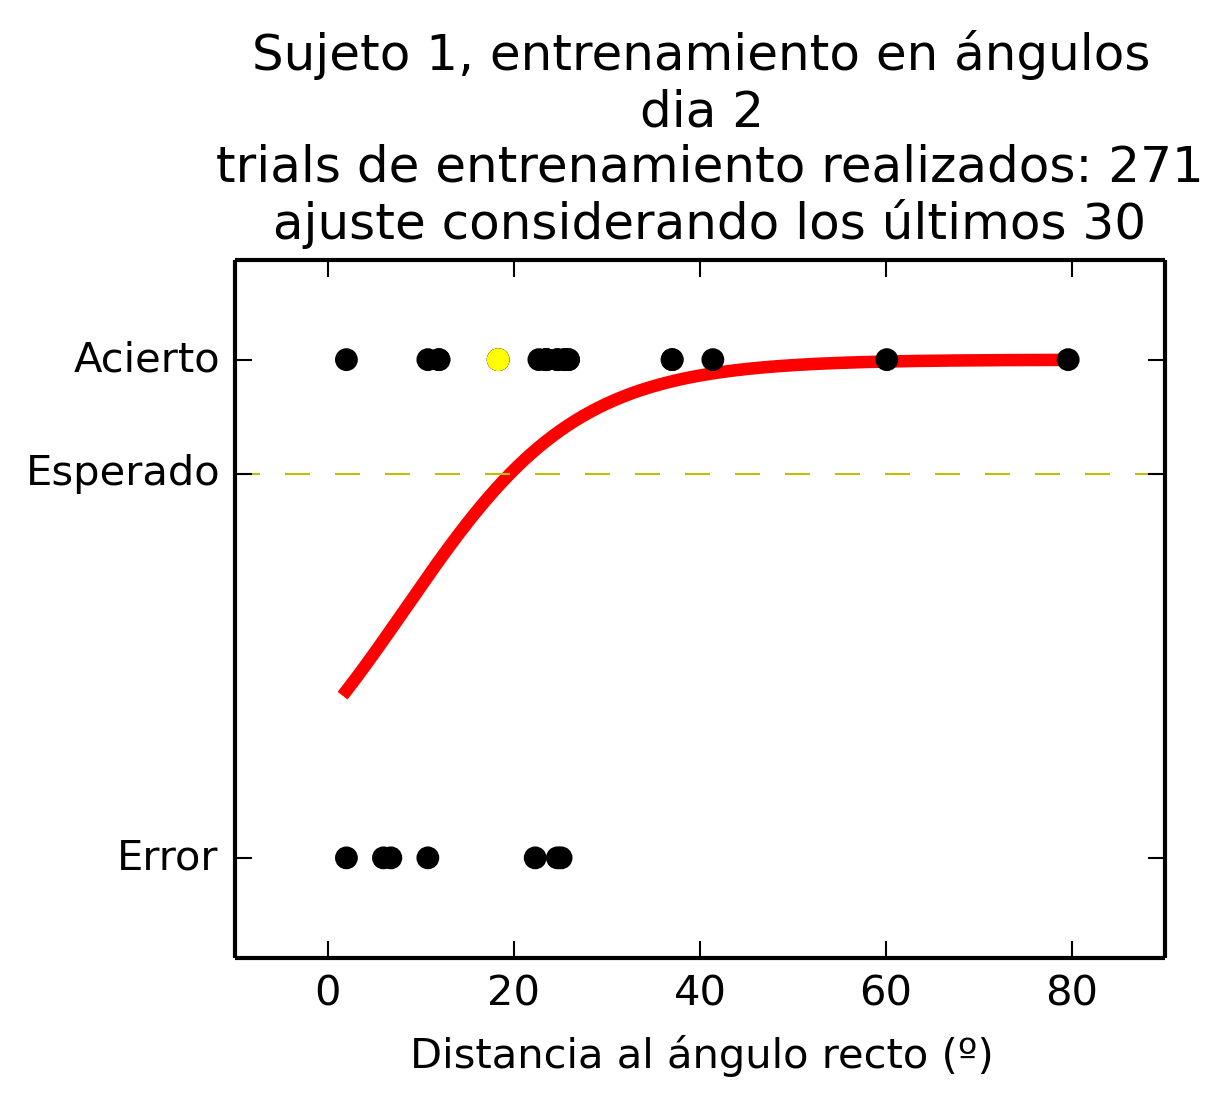 Sujeto 1, entrenamiento en ángulos
dia 2
trials de entrenamiento realizados: 271
ajuste considerando los últimos 30
Acierto
Esperado
Error
0 20 40 60 80
Distancia al ángulo recto (º)